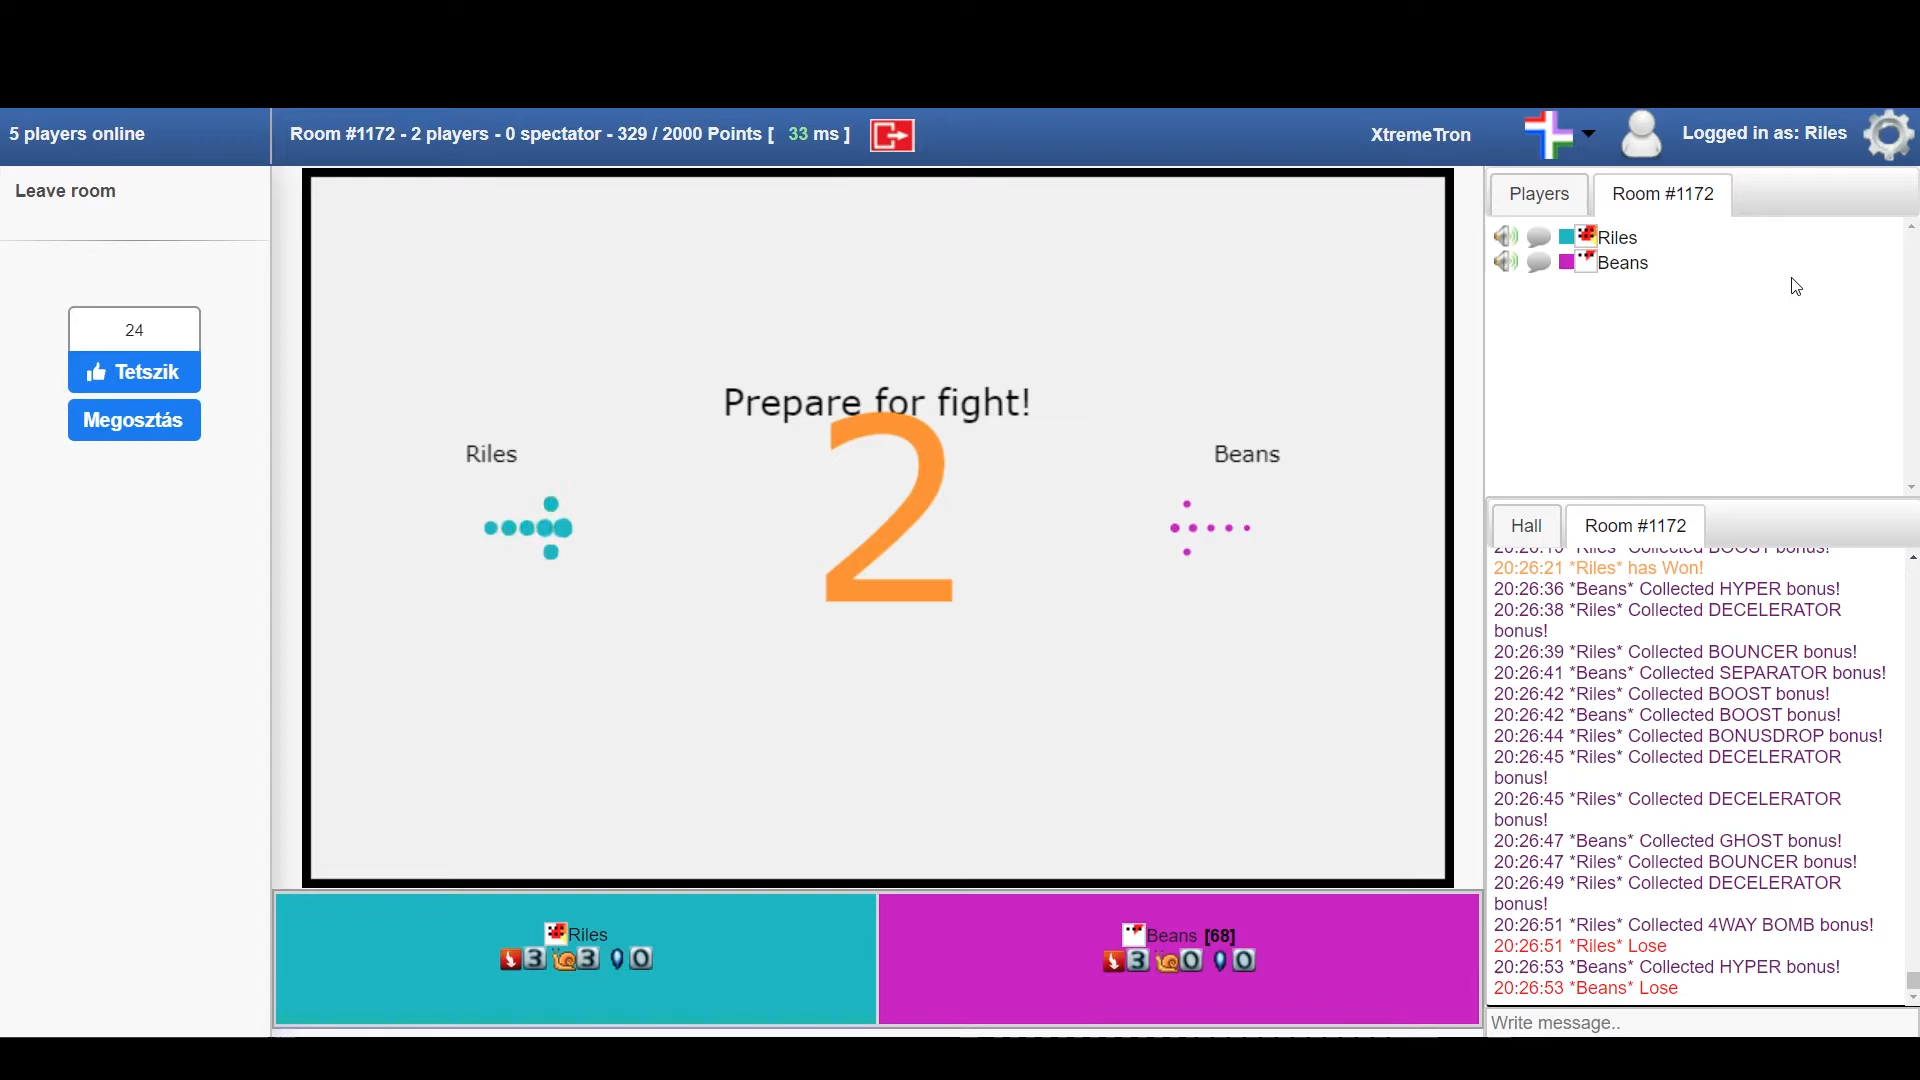 5 players online
Room #1172 - 2 players - 0 spectator - 329 / 2000 Points [ 33 ms ]
XtremeTron
Logged in as: Riles
Leave room
24
Tetszik
Megosztás
Prepare for fight!
2
Riles
Beans
Riles
3 3 0
Beans [68]
3 0 0
Players
Room #1172
Riles
Beans
Hall
Room #1172
20:26:21 *Riles* has Won!
20:26:36 *Beans* Collected HYPER bonus!
20:26:38 *Riles* Collected DECELERATOR
bonus!
20:26:39 *Riles* Collected BOUNCER bonus!
20:26:41 *Beans* Collected SEPARATOR bonus!
20:26:42 *Riles* Collected BOOST bonus!
20:26:42 *Beans* Collected BOOST bonus!
20:26:44 *Riles* Collected BONUSDROP bonus!
20:26:45 *Riles* Collected DECELERATOR
bonus!
20:26:45 *Riles* Collected DECELERATOR
bonus!
20:26:47 *Beans* Collected GHOST bonus!
20:26:47 *Riles* Collected BOUNCER bonus!
20:26:49 *Riles* Collected DECELERATOR
bonus!
20:26:51 *Riles* Collected 4WAY BOMB bonus!
20:26:51 *Riles* Lose
20:26:53 *Beans* Collected HYPER bonus!
20:26:53 *Beans* Lose
Write message..